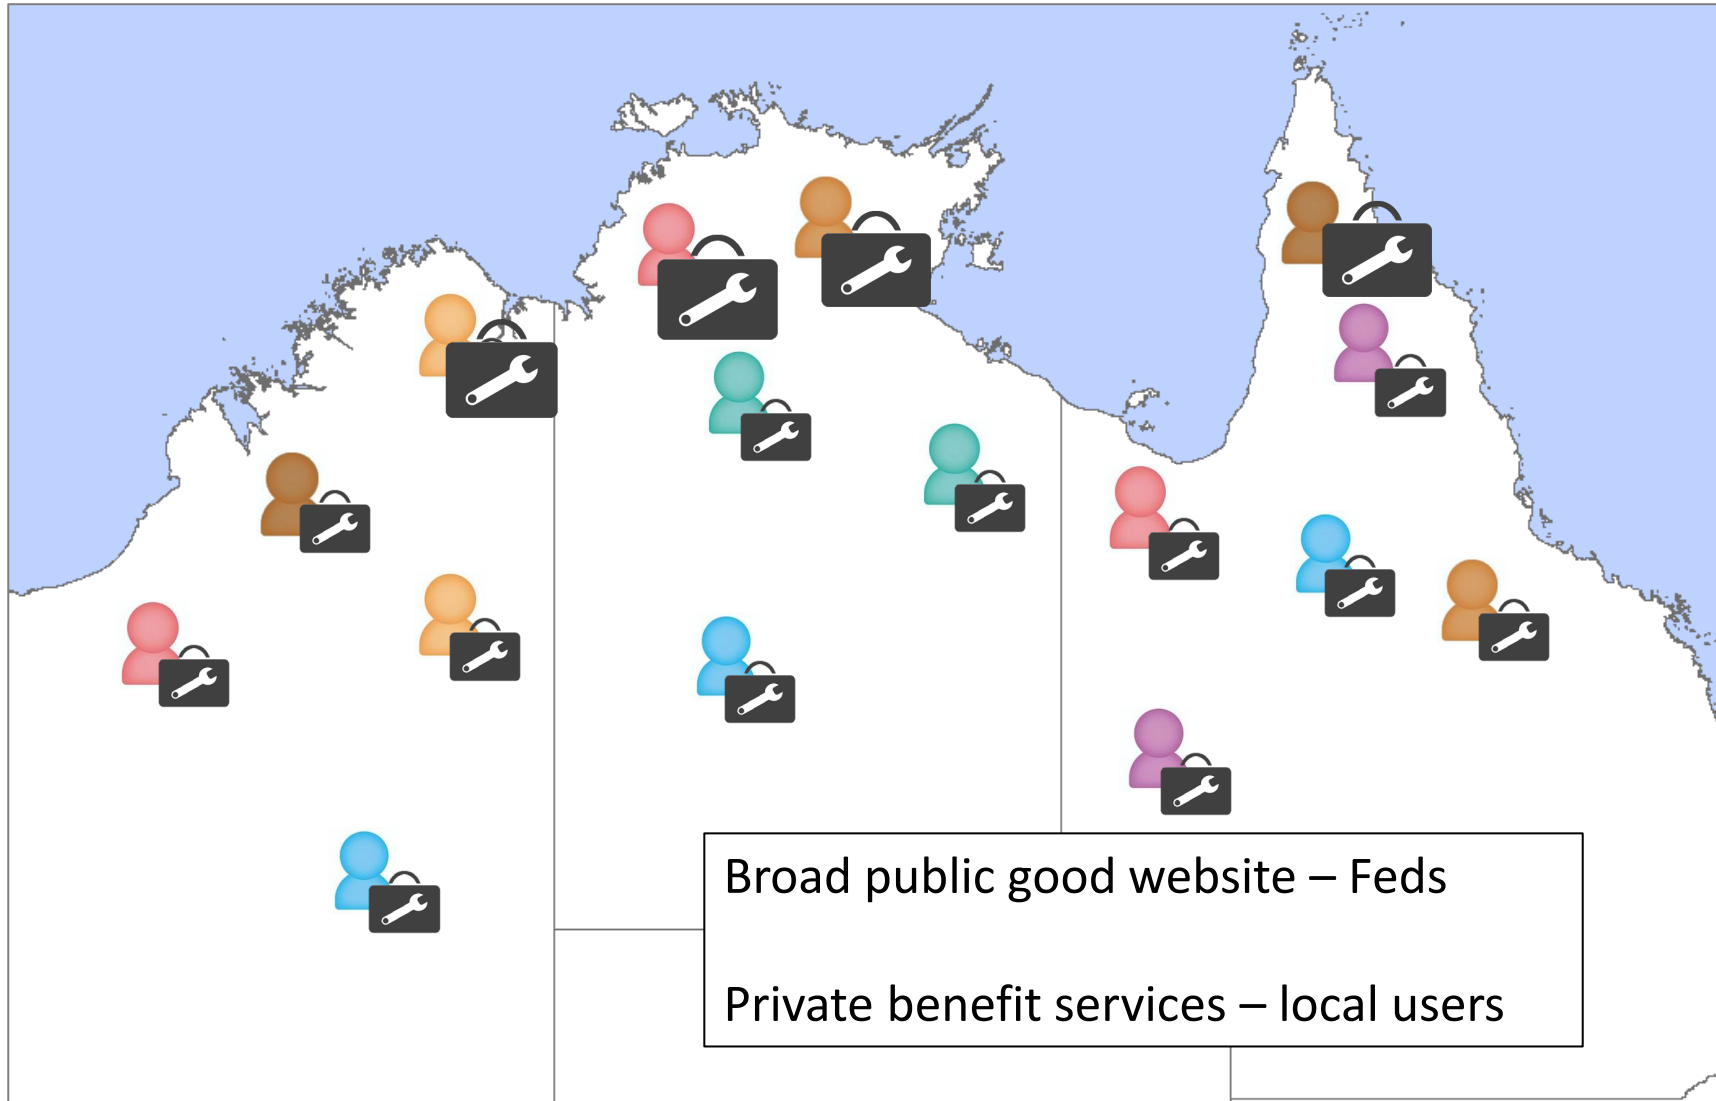 Broad public good website – Feds
Private benefit services – local users